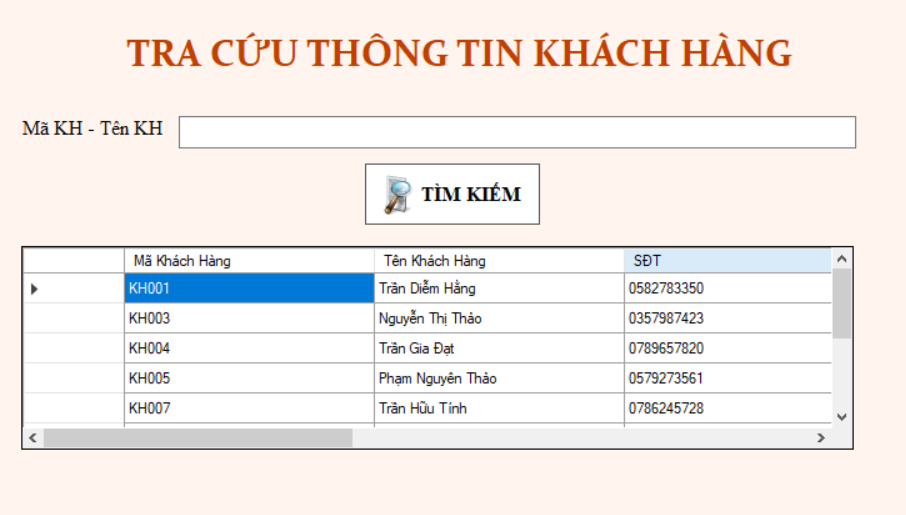 TRA CỨU THÔNG TIN KHÁCH HÀNG
Mã KH - Tên KH
TÌM KIẾM
Mã Khách Hàng Tên Khách Hàng SĐT
KH001 Trần Diễm Hằng 0582783350
KH003 Nguyễn Thị Thảo 0357987423
KH004 Trần Gia Đạt 0789657820
KH005 Phạm Nguyên Thảo 0579273561
KH007 Trần Hữu Tính 0786245728